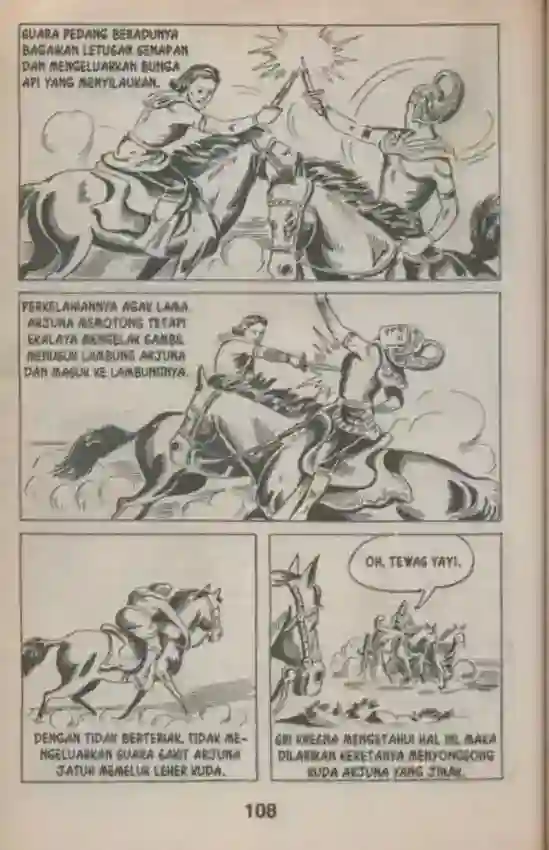 SUARA PEDANG BERADUNYA
BAGAIKAN LETUSAN SENAPAN
DAN MENGELUARKAN BUNGA
API YANG MENYILAUKAN.
PERKELAHIANNYA AGAK LAMA
ARJUNA MEMOTONG TETAPI
EKALAYA MENGELAK SAMBIL
MENUSUK LAMBUNG ARJUNA
DAN MASUK KE LAMBUNGNYA.
OH, TEWAS YAYI.
DENGAN TIDAK BERTERIAK, TIDAK ME-
NGELUARKAN SUARA SAKIT ARJUNA
JATUH MEMELUK LEHER KUDA.
SRI KRESNA MENGETAHUI HAL INI, MAKA
DILARIKAN KERETANYA MENYONGSONG
KUDA ARJUNA YANG JINAK.
108